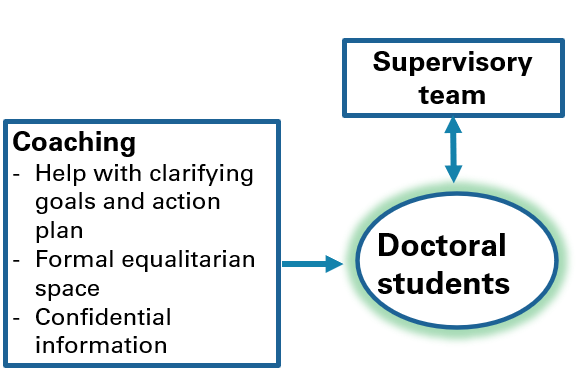 Supervisory
team
Coaching
- Help with clarifying
goals and action
plan
- Formal equalitarian
space
- Confidential
information
Doctoral
students